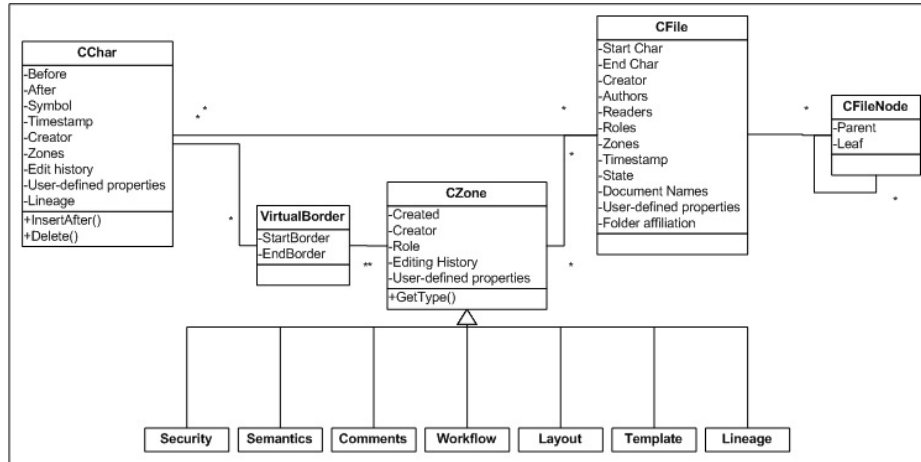 CChar
-Before
-After
-Symbol
-Timestamp
-Creator
-Zones
-Edit history
-User-defined properties
-Lineage
+InsertAfter()
+Delete()
*
*
*
VirtualBorder
-StartBorder
-EndBorder
**
CZone
-Created
-Creator
-Role
-Editing History
-User-defined properties
+GetType()
*
*
*
CFile
-Start Char
-End Char
-Creator
-Authors
-Readers
-Roles
-Zones
-Timestamp
-State
-Document Names
-User-defined properties
-Folder affiliation
*
CFileNode
-Parent
-Leaf
*
Security
Semantics
Comments
Workflow
Layout
Template
Lineage